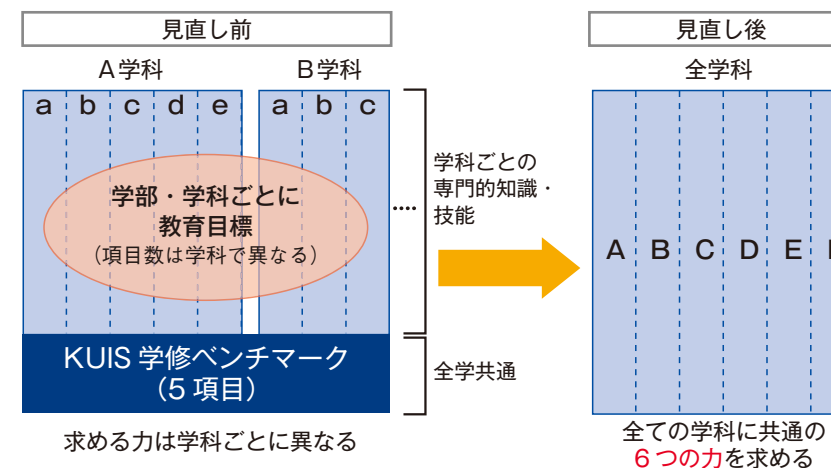 見直し前
A学科
B学科
a b c d e
a b c
学部・学科ごとに
教育目標
（項目数は学科で異なる）
....
学科ごとの
専門的知識・
技能
KUIS 学修ベンチマーク
（5 項目）
全学共通
求める力は学科ごとに異なる
見直し後
全学科
A B C D E
全ての学科に共通の
6つの力を求める